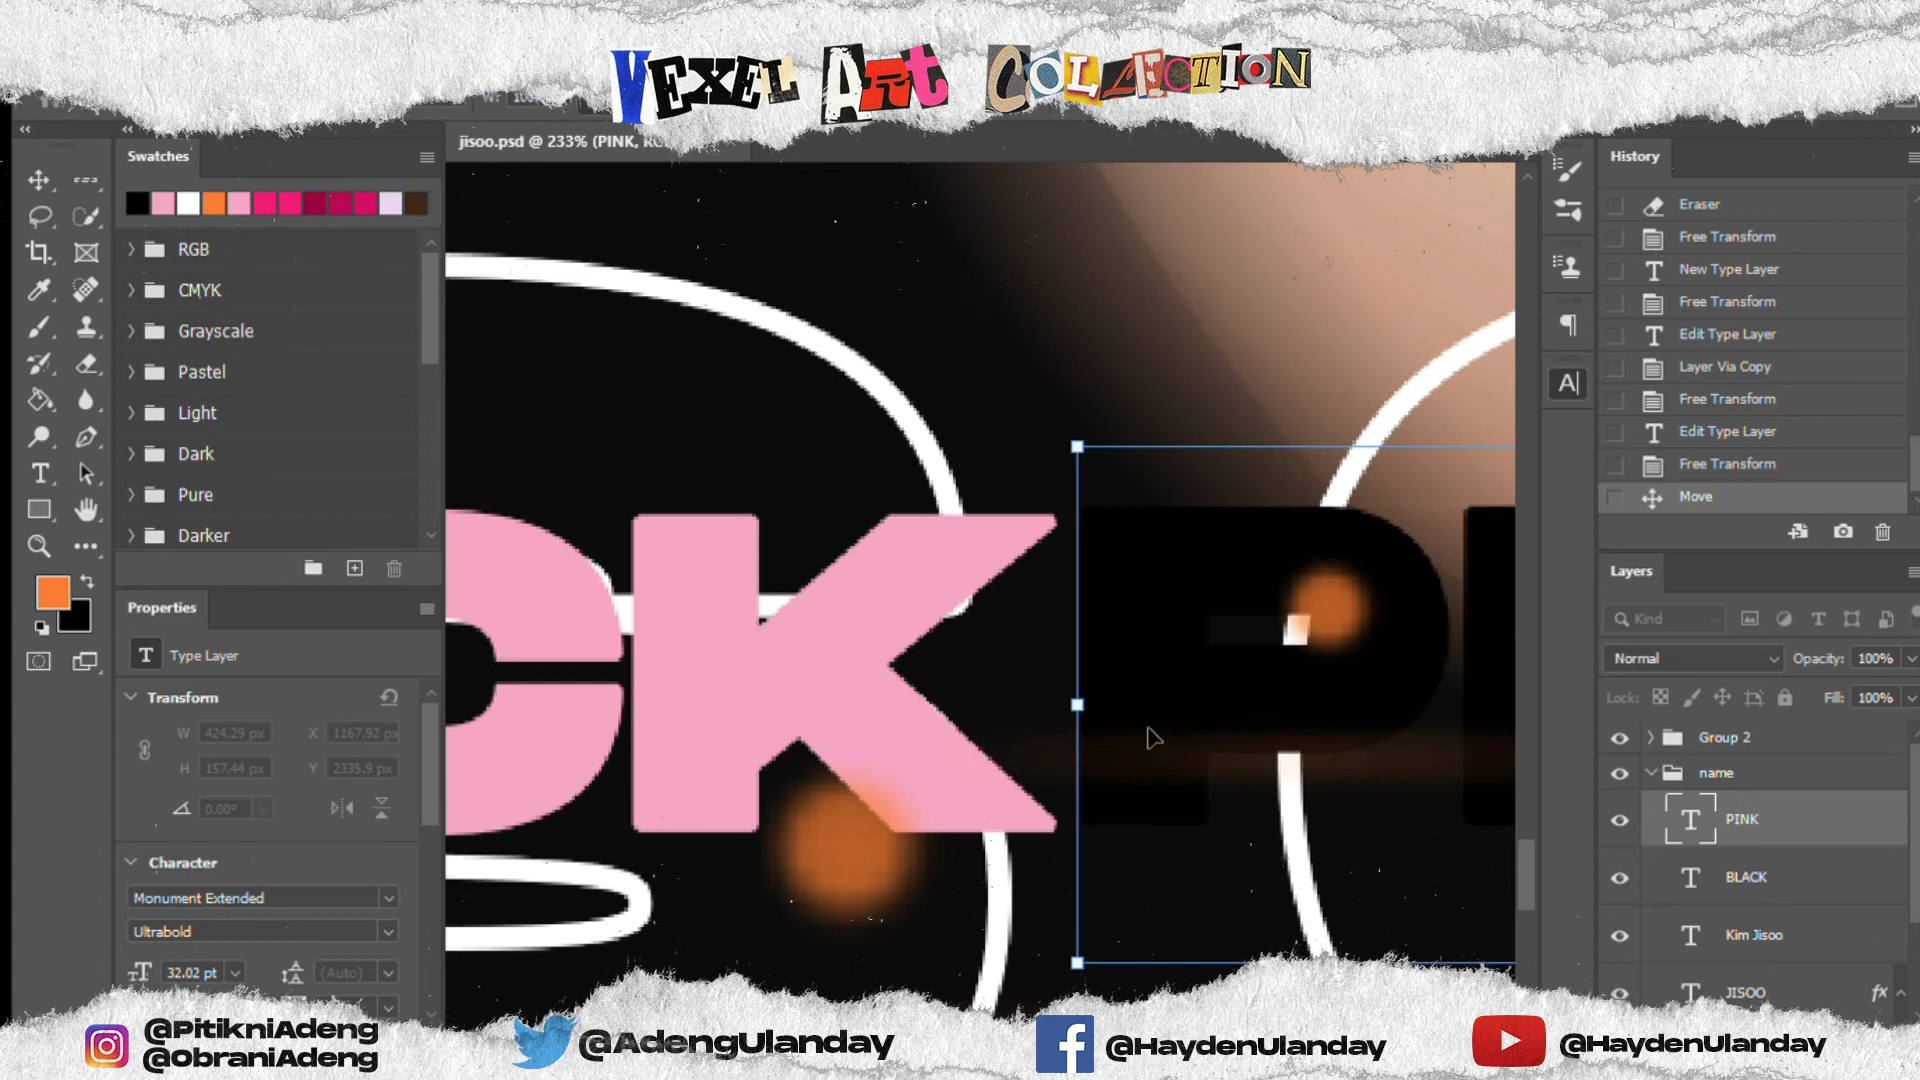 VEXEL ART COLLECTION
jisoo.psd @ 233% (PINK,
Swatches
RGB
CMYK
Grayscale
Pastel
Light
Dark
Pure
Darker
Properties
T Type Layer
Transform
W 424.29 px X 1167.92 px
H 157.44 px Y 2335.9 px
0.00°
Character
Monument Extended
Ultrabold
32.02 pt (Auto)
CK P
History
Eraser
Free Transform
New Type Layer
Free Transform
Edit Type Layer
Layer Via Copy
Free Transform
Edit Type Layer
Free Transform
Move
Layers
Kind
Normal Opacity: 100%
Lock: Fill: 100%
Group 2
name
PINK
BLACK
Kim Jisoo
JISOO fx
@PitikniAdeng
@ObraniAdeng
@AdengUlanday
@HaydenUlanday
@HaydenUlanday